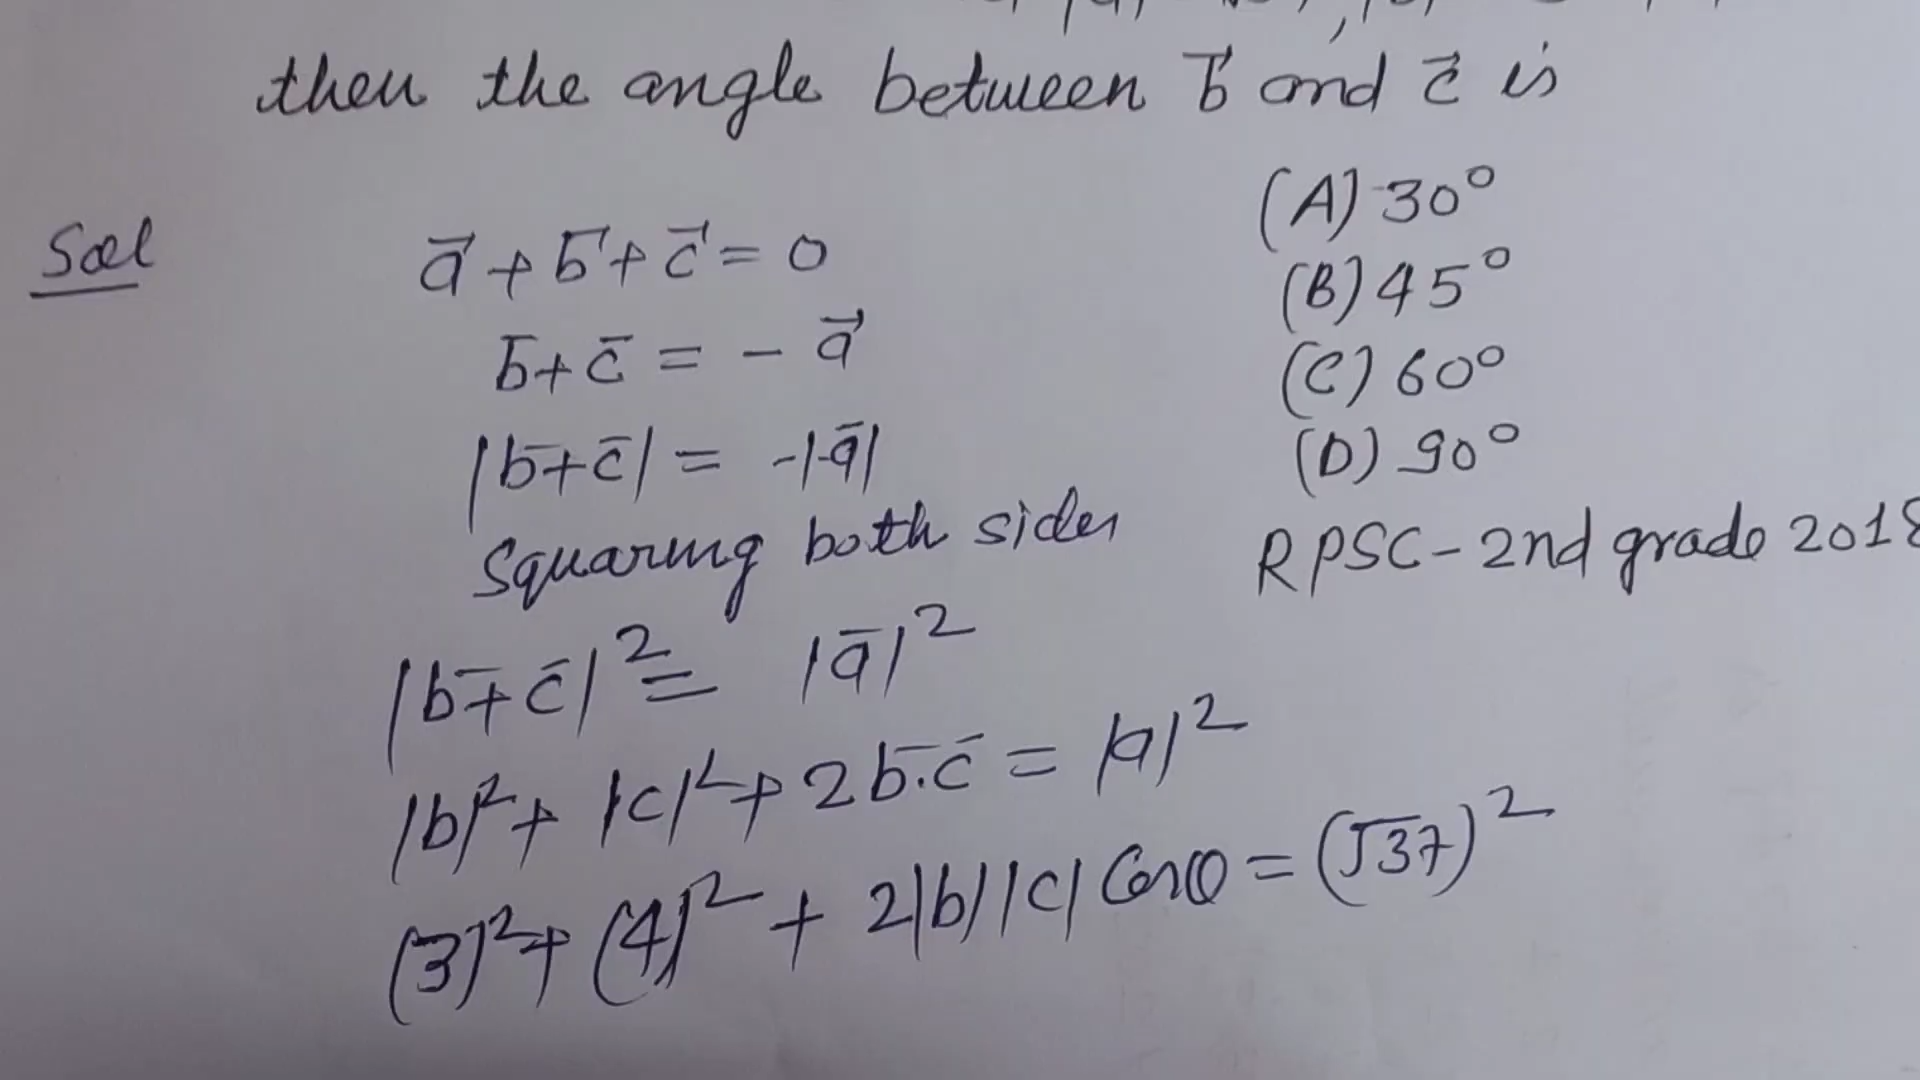 then the angle between b⃗ and c⃗ is
(A) 30°
Sol
a⃗ + b⃗ + c⃗ = 0
(B) 45°
b̄ + c̄ = - a⃗
(C) 60°
|b̄ + c̄| = -|-ā|
(D) 90°
Squaring both sides
RPSC-2nd grade 2018
|b̄ + c̄|² = |ā|²
|b|² + |c|² + 2b̄.c̄ = |a|²
(3)² + (4)² + 2|b||c| Cosθ = (√37)²